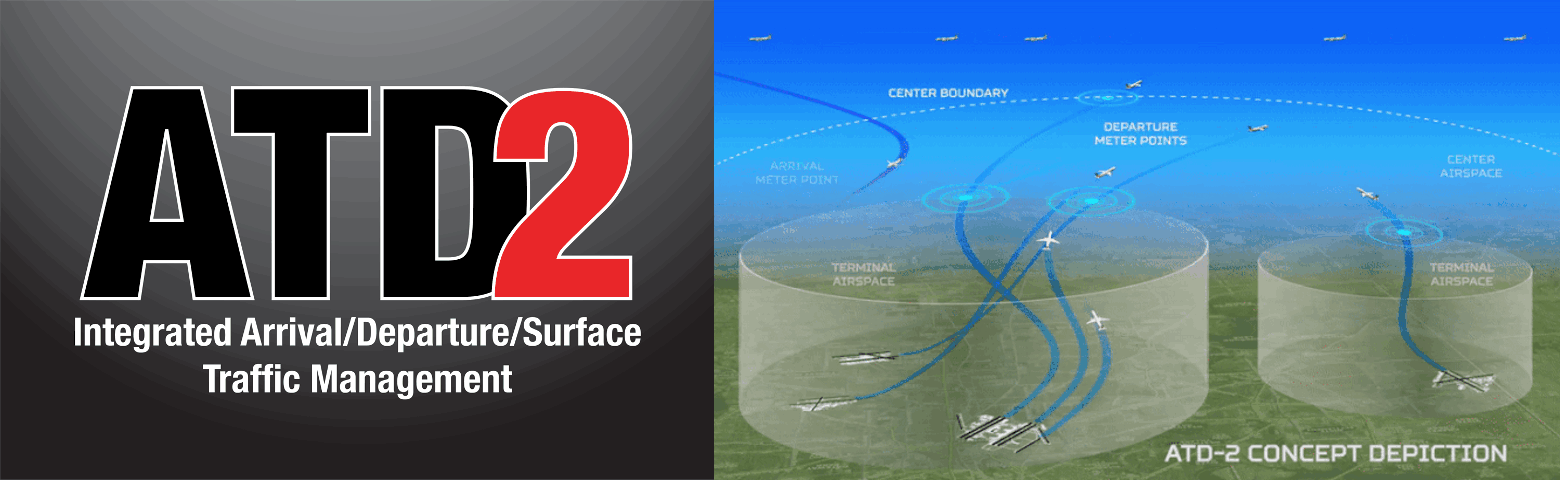 ATD2
Integrated Arrival/Departure/Surface
Traffic Management
CENTER BOUNDARY
DEPARTURE
METER POINTS
ARRIVAL
METER POINT
CENTER
AIRSPACE
TERMINAL
AIRSPACE
TERMINAL
AIRSPACE
ATD-2 CONCEPT DEPICTION